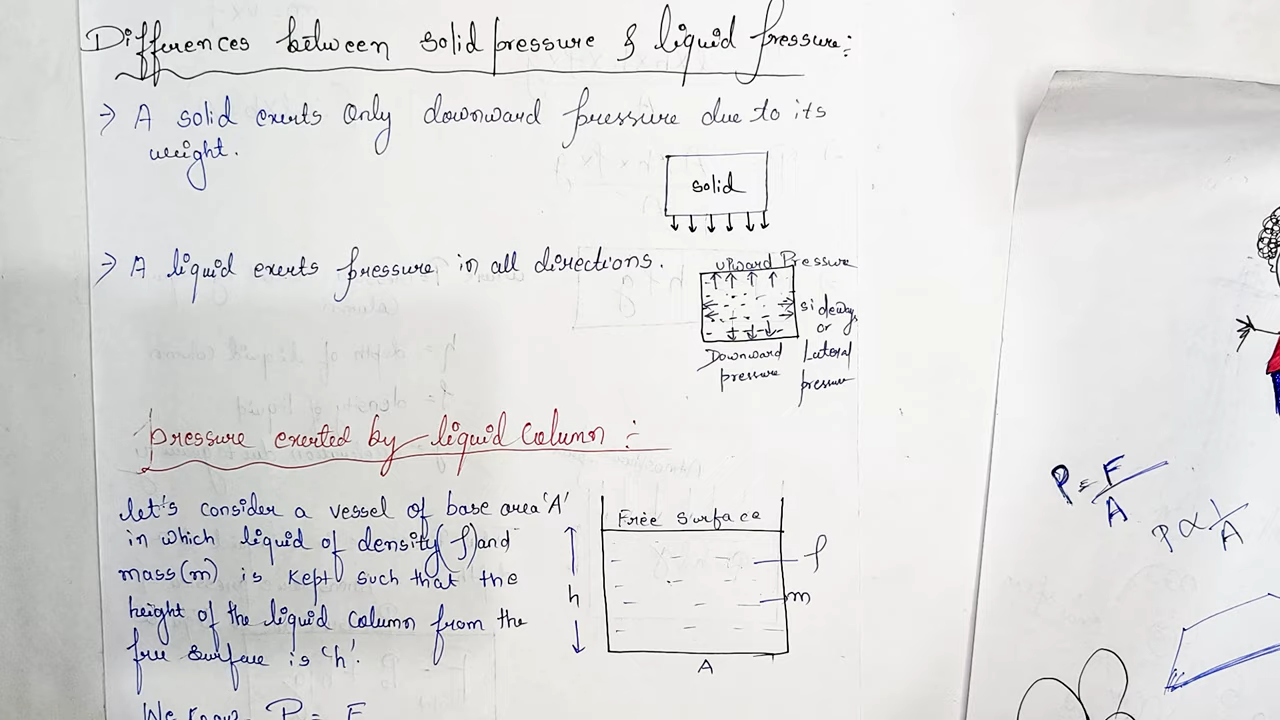 Differences between solid pressure & liquid pressure:
→ A solid exerts Only downward pressure due to its
weight.
solid
→ A liquid exerts pressure in all directions.
upward Pressure
sideways
or
Lateral
pressure
Downward
pressure
pressure exerted by liquid column :-
let's consider a vessel of base area 'A'
in which liquid of density (ρ) and
mass(m) is kept such that the
height of the liquid column from the
free surface is 'h'.
Free surface
ρ
h
m
A
We know P = F
P = F/A
P ∝ 1/A